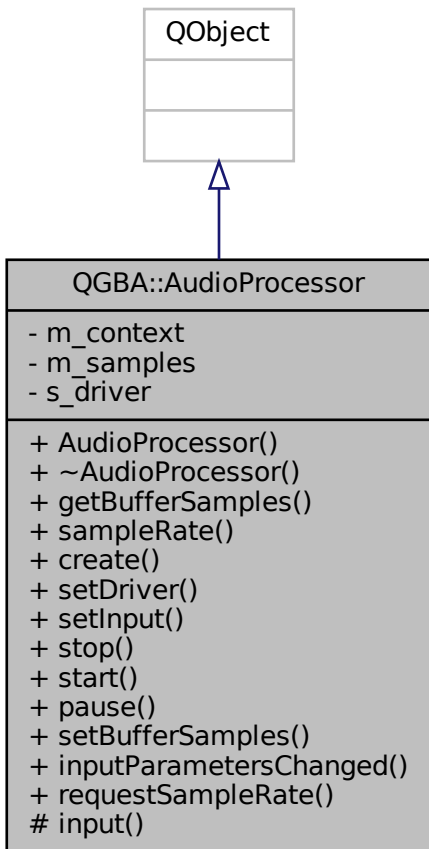 QObject
QGBA::AudioProcessor
- m_context
- m_samples
- s_driver
+ AudioProcessor()
+ ~AudioProcessor()
+ getBufferSamples()
+ sampleRate()
+ create()
+ setDriver()
+ setInput()
+ stop()
+ start()
+ pause()
+ setBufferSamples()
+ inputParametersChanged()
+ requestSampleRate()
# input()